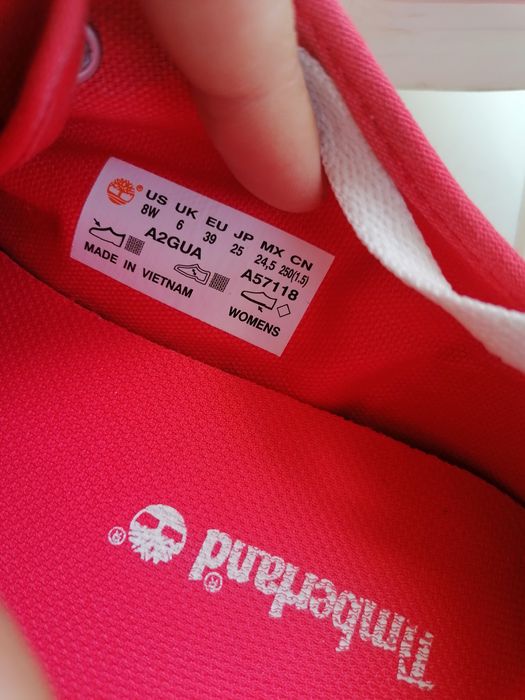 US UK EU JP MX CN
8W 6 39 25 24,5 250(1.5)
A2GUA A57118
MADE IN VIETNAM
WOMENS
Timberland®